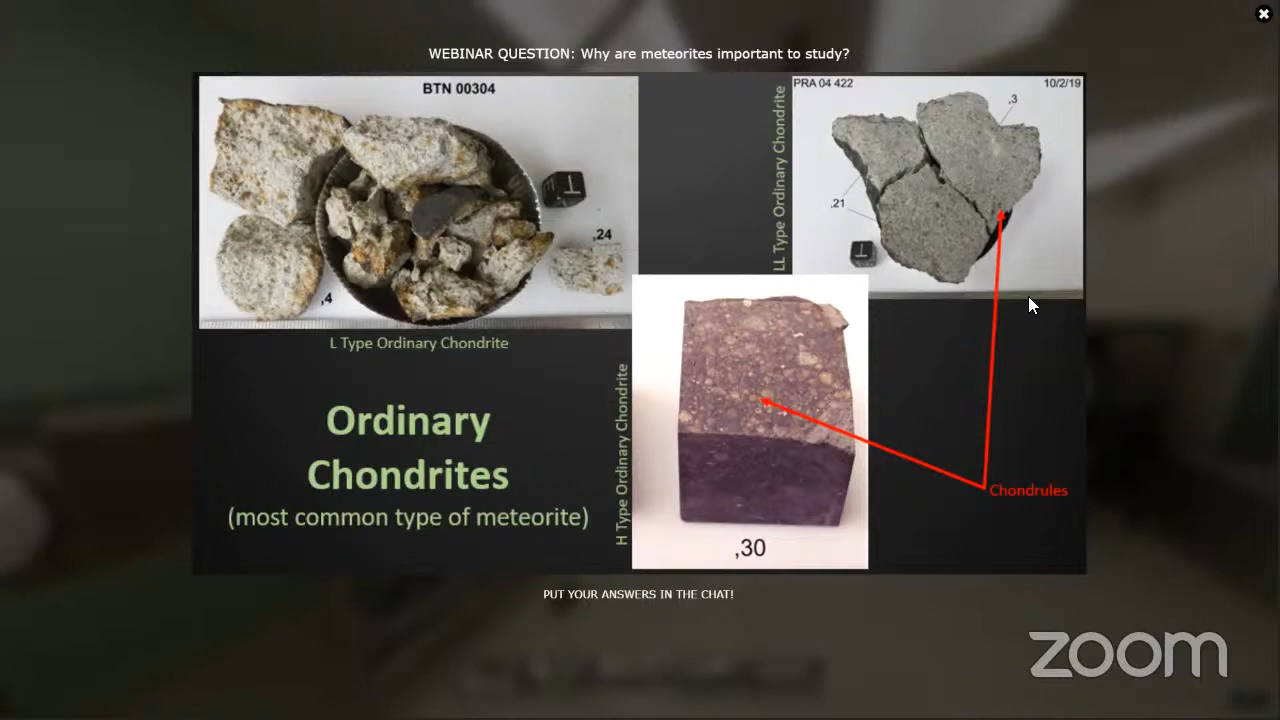 WEBINAR QUESTION: Why are meteorites important to study?
BTN 00304
,24
,4
L Type Ordinary Chondrite
LL Type Ordinary Chondrite
PRA 04 422
10/2/19
,3
,21
T
T
Ordinary
Chondrites
(most common type of meteorite)
H Type Ordinary Chondrite
,30
Chondrules
PUT YOUR ANSWERS IN THE CHAT!
zoom